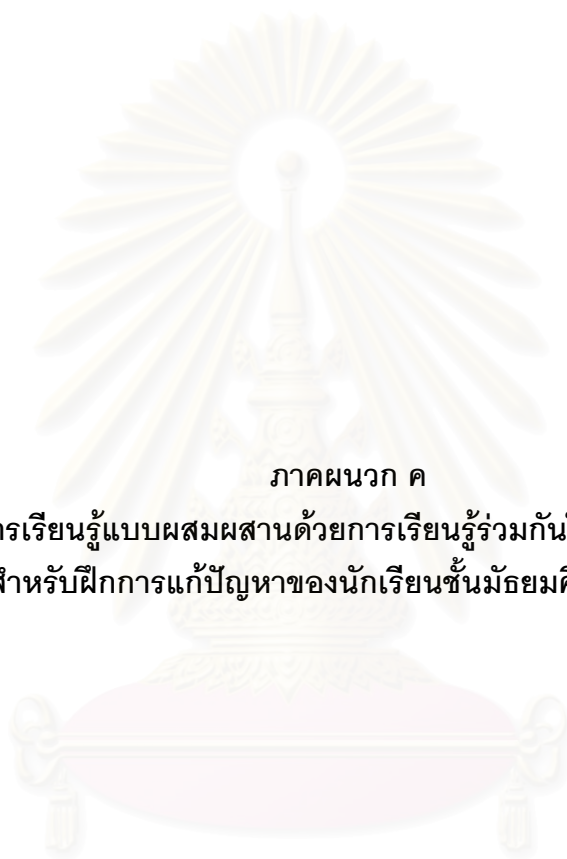 ภาคผนวก ค
ารเรียนรู้แบบผสมผสานด้วยการเรียนรู้ร่วมกัน
สำหรับฝึกการแก้ปัญหาของนักเรียนชั้นมัธยมศ